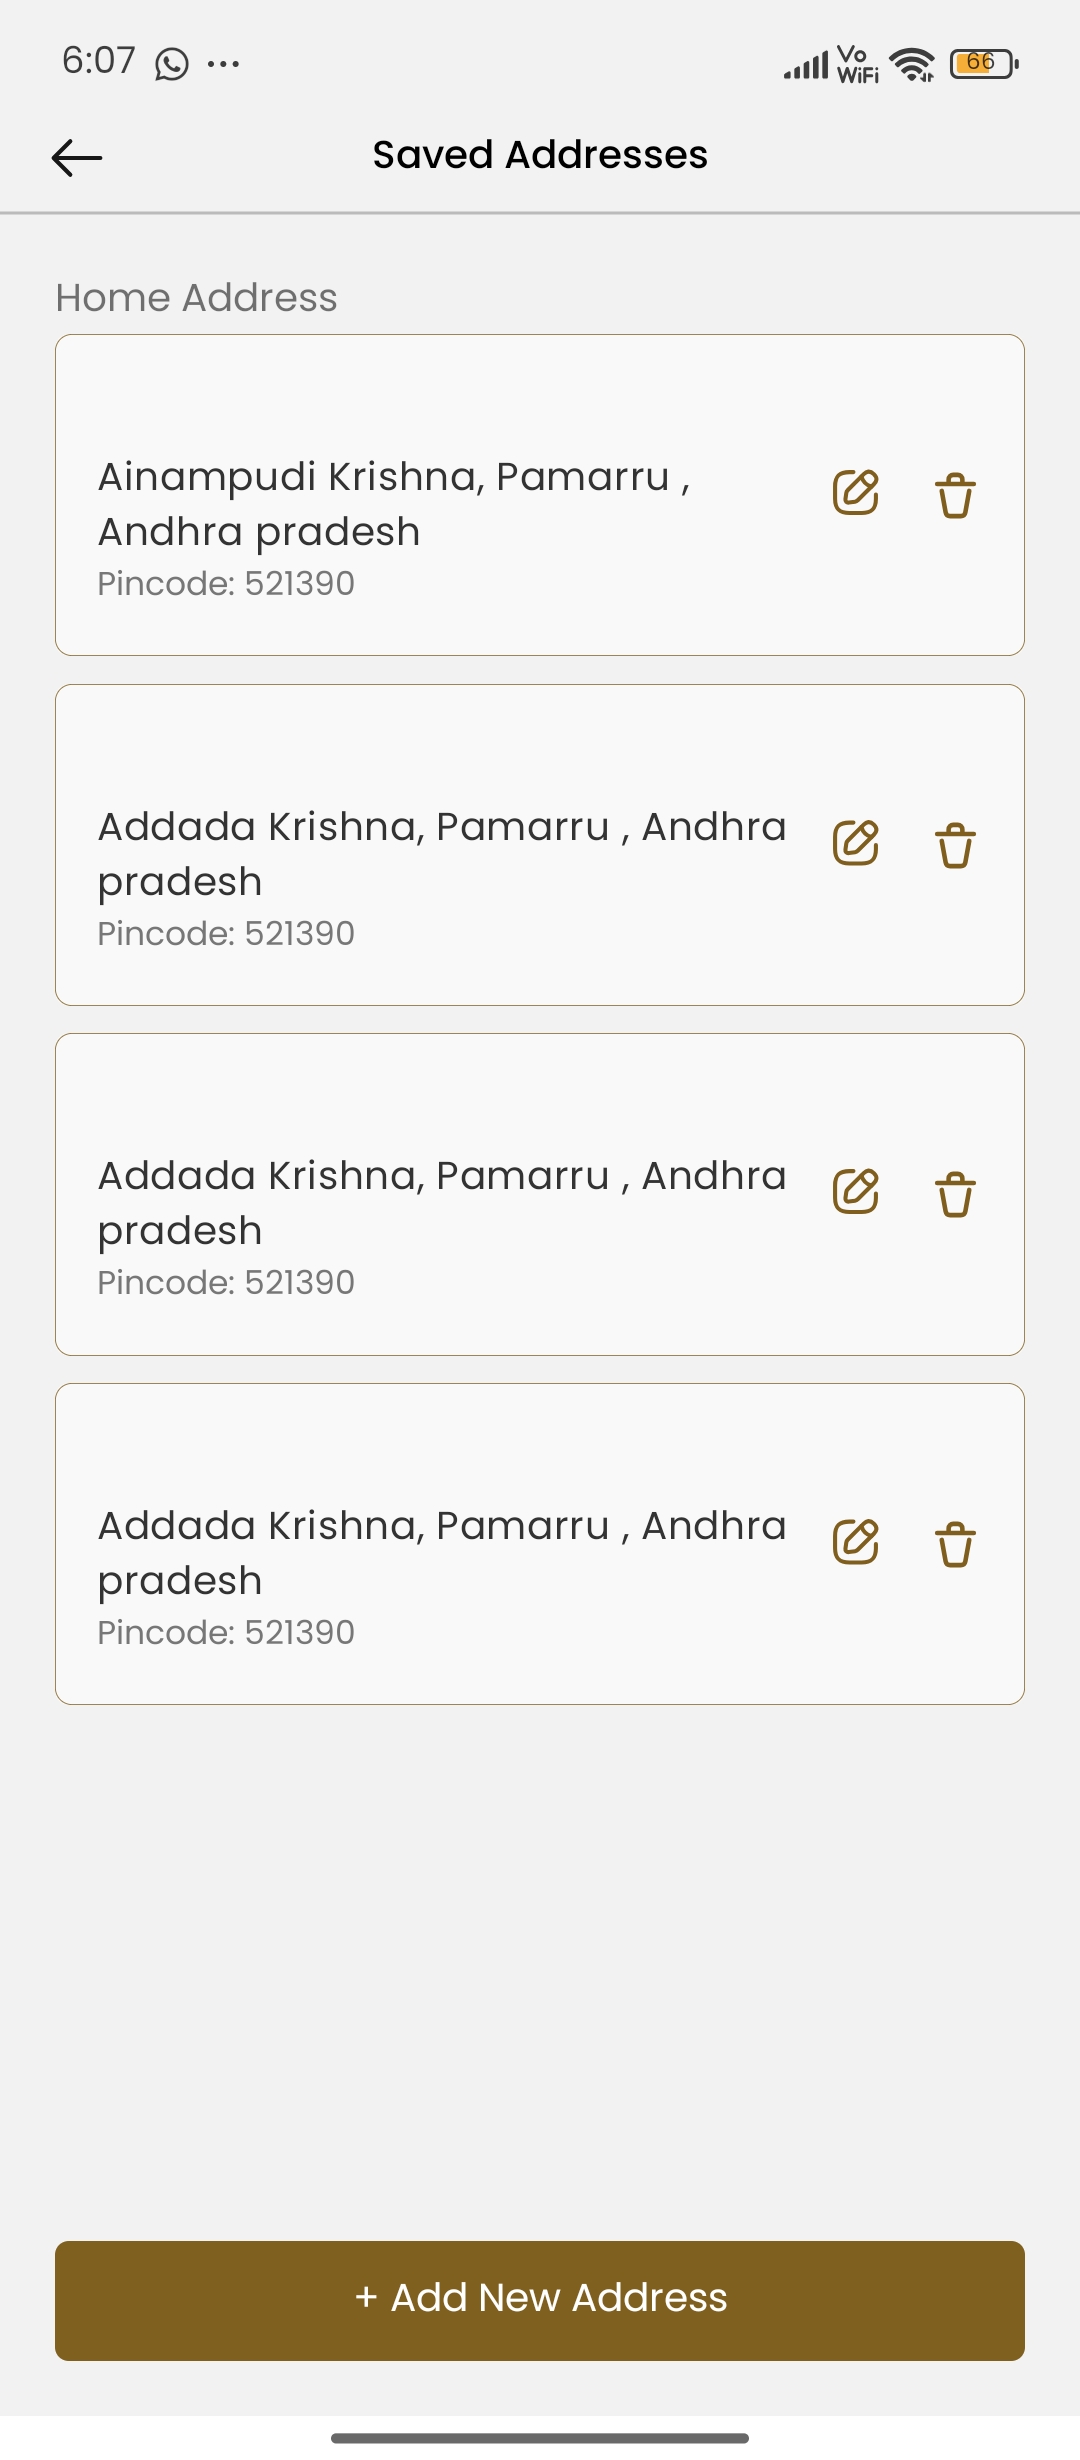 6:07 ... Vo WiFi 66
Saved Addresses
Home Address
Ainampudi Krishna, Pamarru ,
Andhra pradesh
Pincode: 521390
Addada Krishna, Pamarru , Andhra
pradesh
Pincode: 521390
Addada Krishna, Pamarru , Andhra
pradesh
Pincode: 521390
Addada Krishna, Pamarru , Andhra
pradesh
Pincode: 521390
+ Add New Address